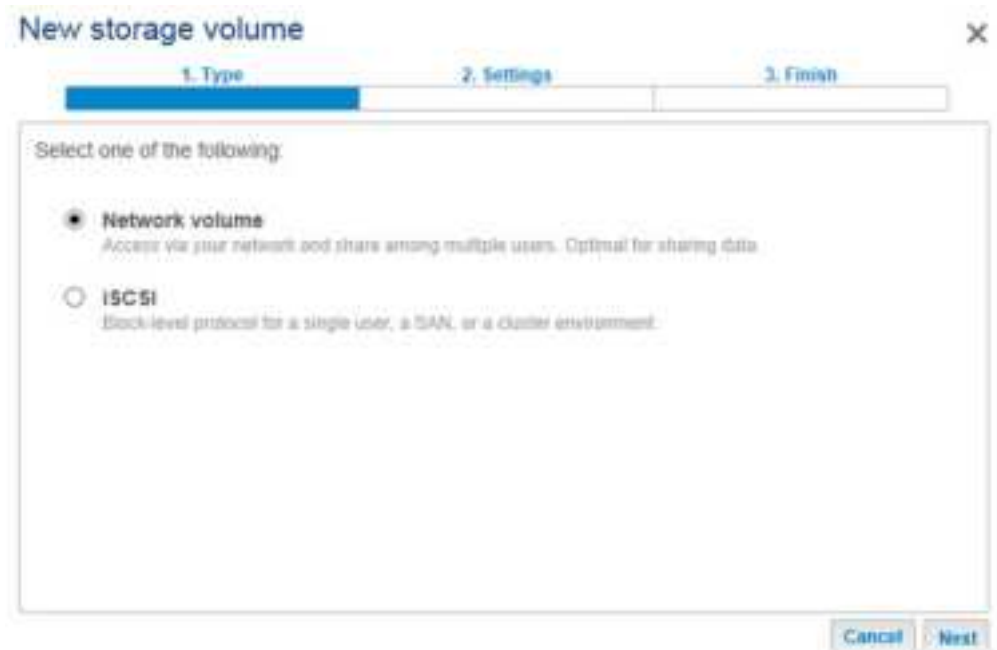 New storage volume
1. Type
2. Settings
3. Finish
Select one of the following:
Network volume
Access via your network and share among multiple users. Optimal for sharing data.
iSCSI
Block-level protocol for a single user, a SAN, or a cluster environment.
Cancel
Next